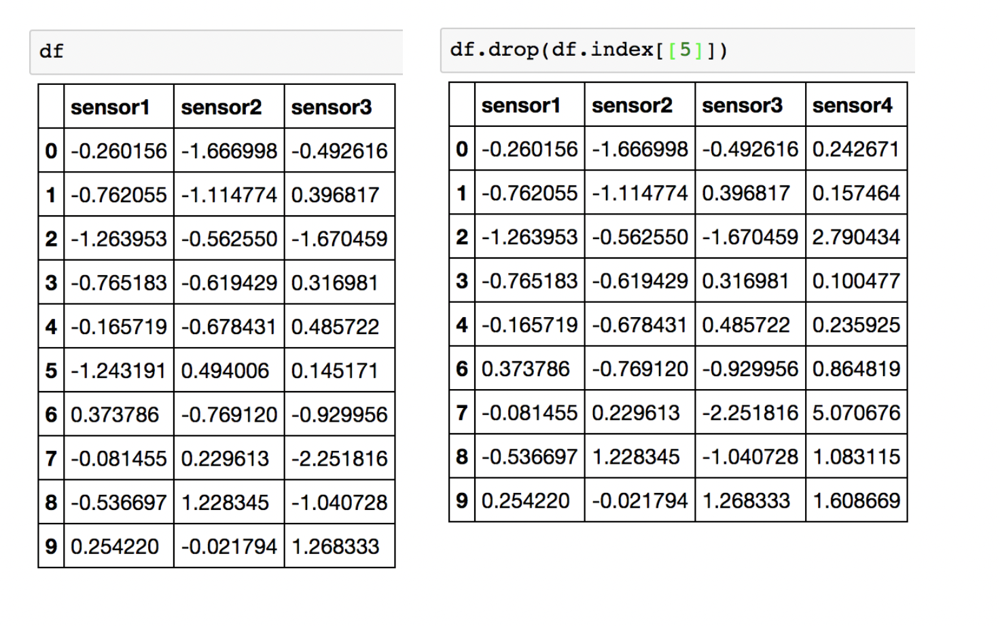 df
sensor1 sensor2 sensor3
0 -0.260156 -1.666998 -0.492616
1 -0.762055 -1.114774 0.396817
2 -1.263953 -0.562550 -1.670459
3 -0.765183 -0.619429 0.316981
4 -0.165719 -0.678431 0.485722
5 -1.243191 0.494006 0.145171
6 0.373786 -0.769120 -0.929956
7 -0.081455 0.229613 -2.251816
8 -0.536697 1.228345 -1.040728
9 0.254220 -0.021794 1.268333
df.drop(df.index[[5]])
sensor1 sensor2 sensor3 sensor4
0 -0.260156 -1.666998 -0.492616 0.242671
1 -0.762055 -1.114774 0.396817 0.157464
2 -1.263953 -0.562550 -1.670459 2.790434
3 -0.765183 -0.619429 0.316981 0.100477
4 -0.165719 -0.678431 0.485722 0.235925
6 0.373786 -0.769120 -0.929956 0.864819
7 -0.081455 0.229613 -2.251816 5.070676
8 -0.536697 1.228345 -1.040728 1.083115
9 0.254220 -0.021794 1.268333 1.608669